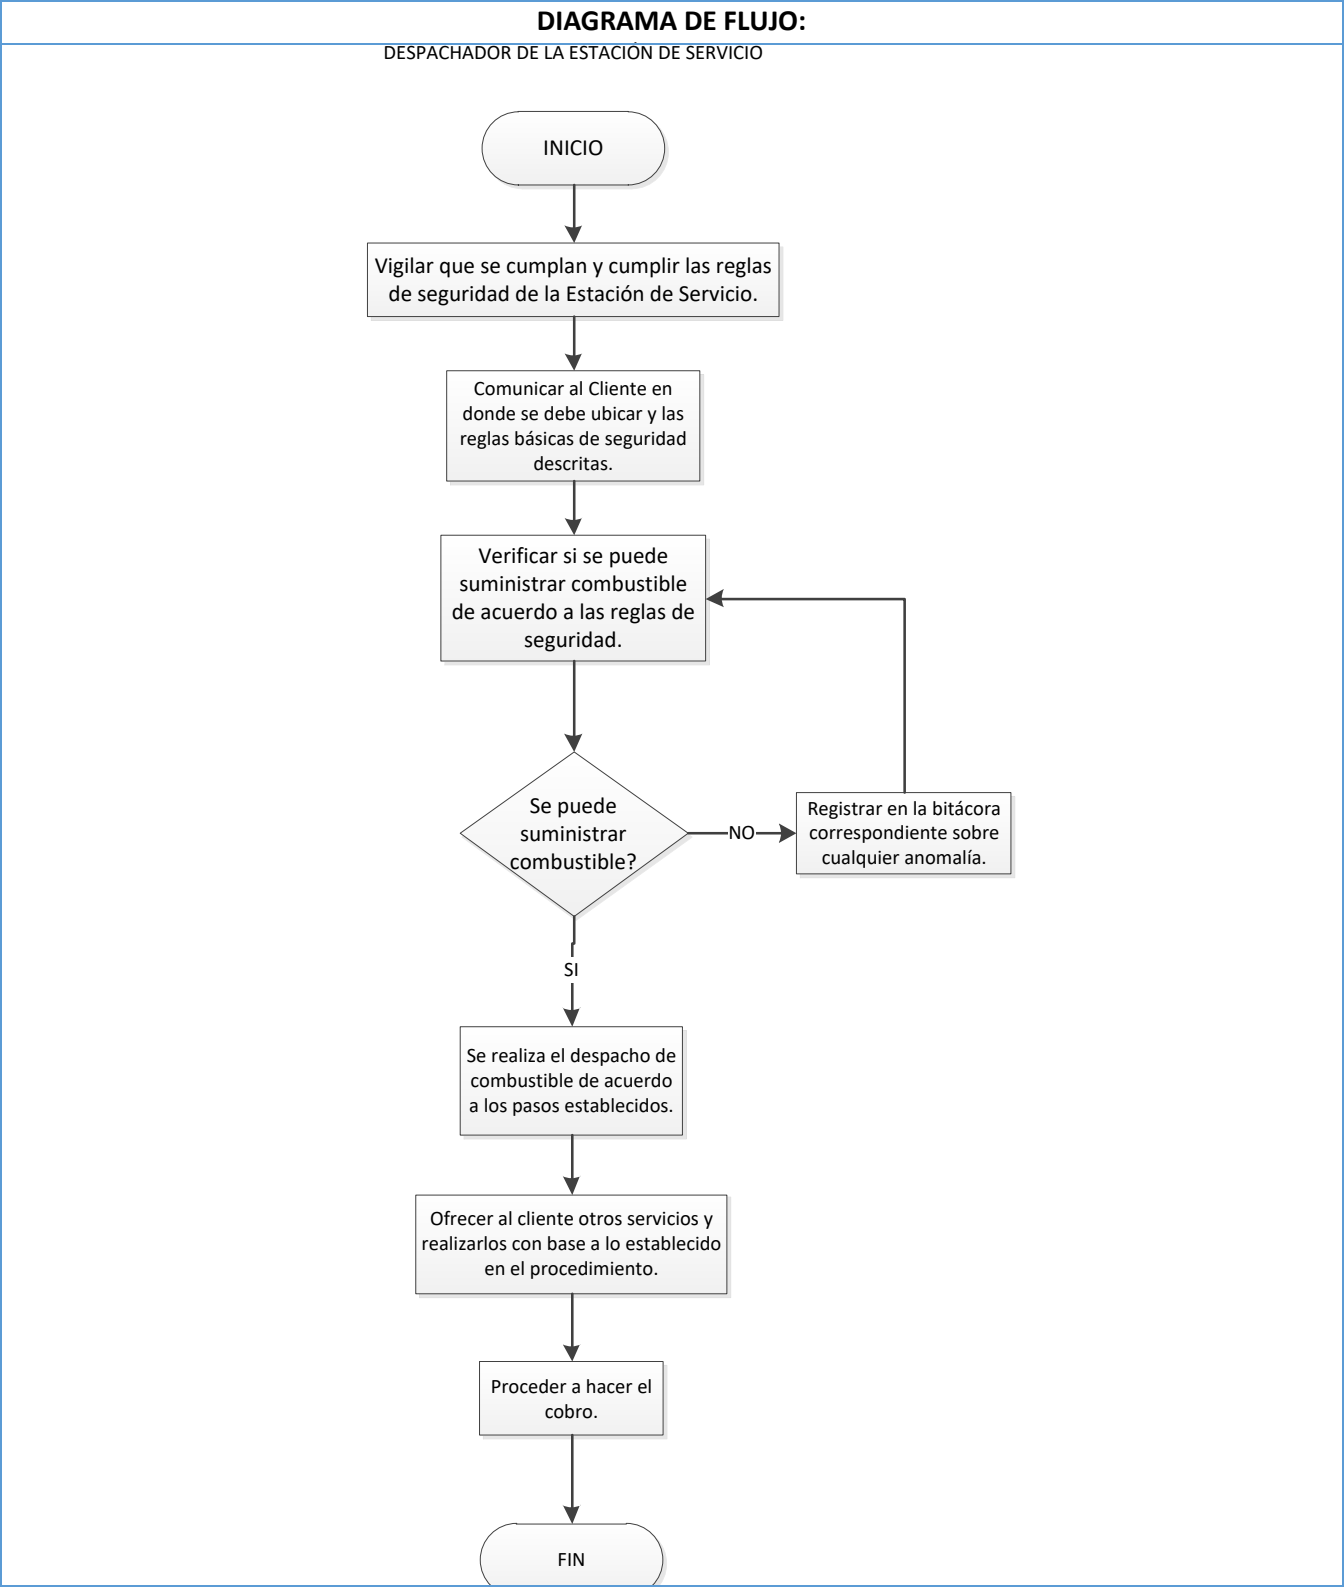 DIAGRAMA DE FLUJO:
DESPACHADOR DE LA ESTACIÓN DE SERVICIO
INICIO
Vigilar que se cumplan y cumplir las reglas
de seguridad de la Estación de Servicio.
Comunicar al Cliente en
donde se debe ubicar y las
reglas básicas de seguridad
descritas.
Verificar si se puede
suministrar combustible
de acuerdo a las reglas de
seguridad.
Se puede
suministrar
combustible?
NO
Registrar en la bitácora
correspondiente sobre
cualquier anomalía.
SI
Se realiza el despacho de
combustible de acuerdo
a los pasos establecidos.
Ofrecer al cliente otros servicios y
realizarlos con base a lo establecido
en el procedimiento.
Proceder a hacer el
cobro.
FIN